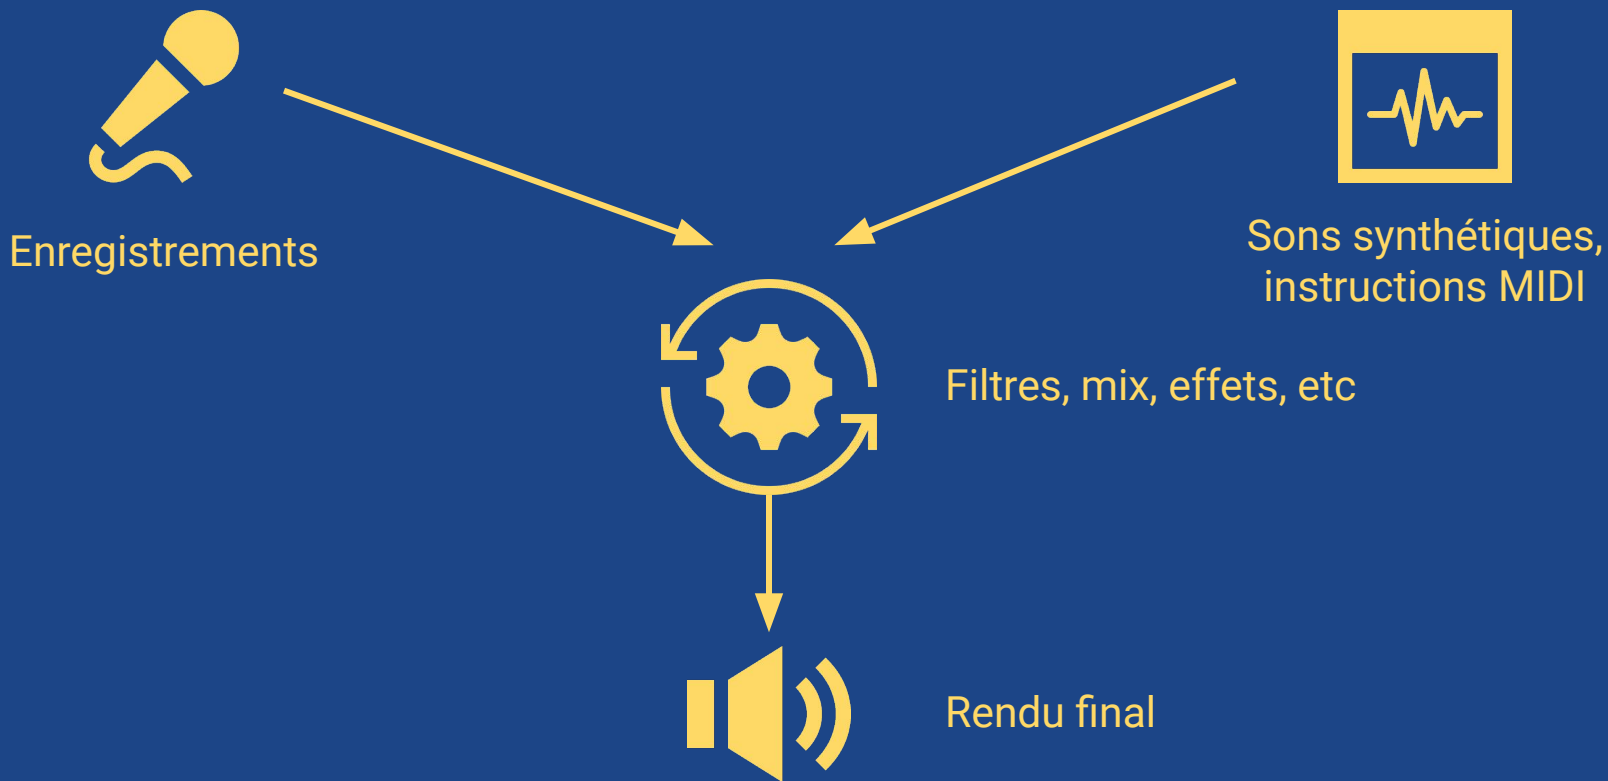 Enregistrements
Sons synthétiques,
instructions MIDI
Filtres, mix, effets, etc
Rendu final